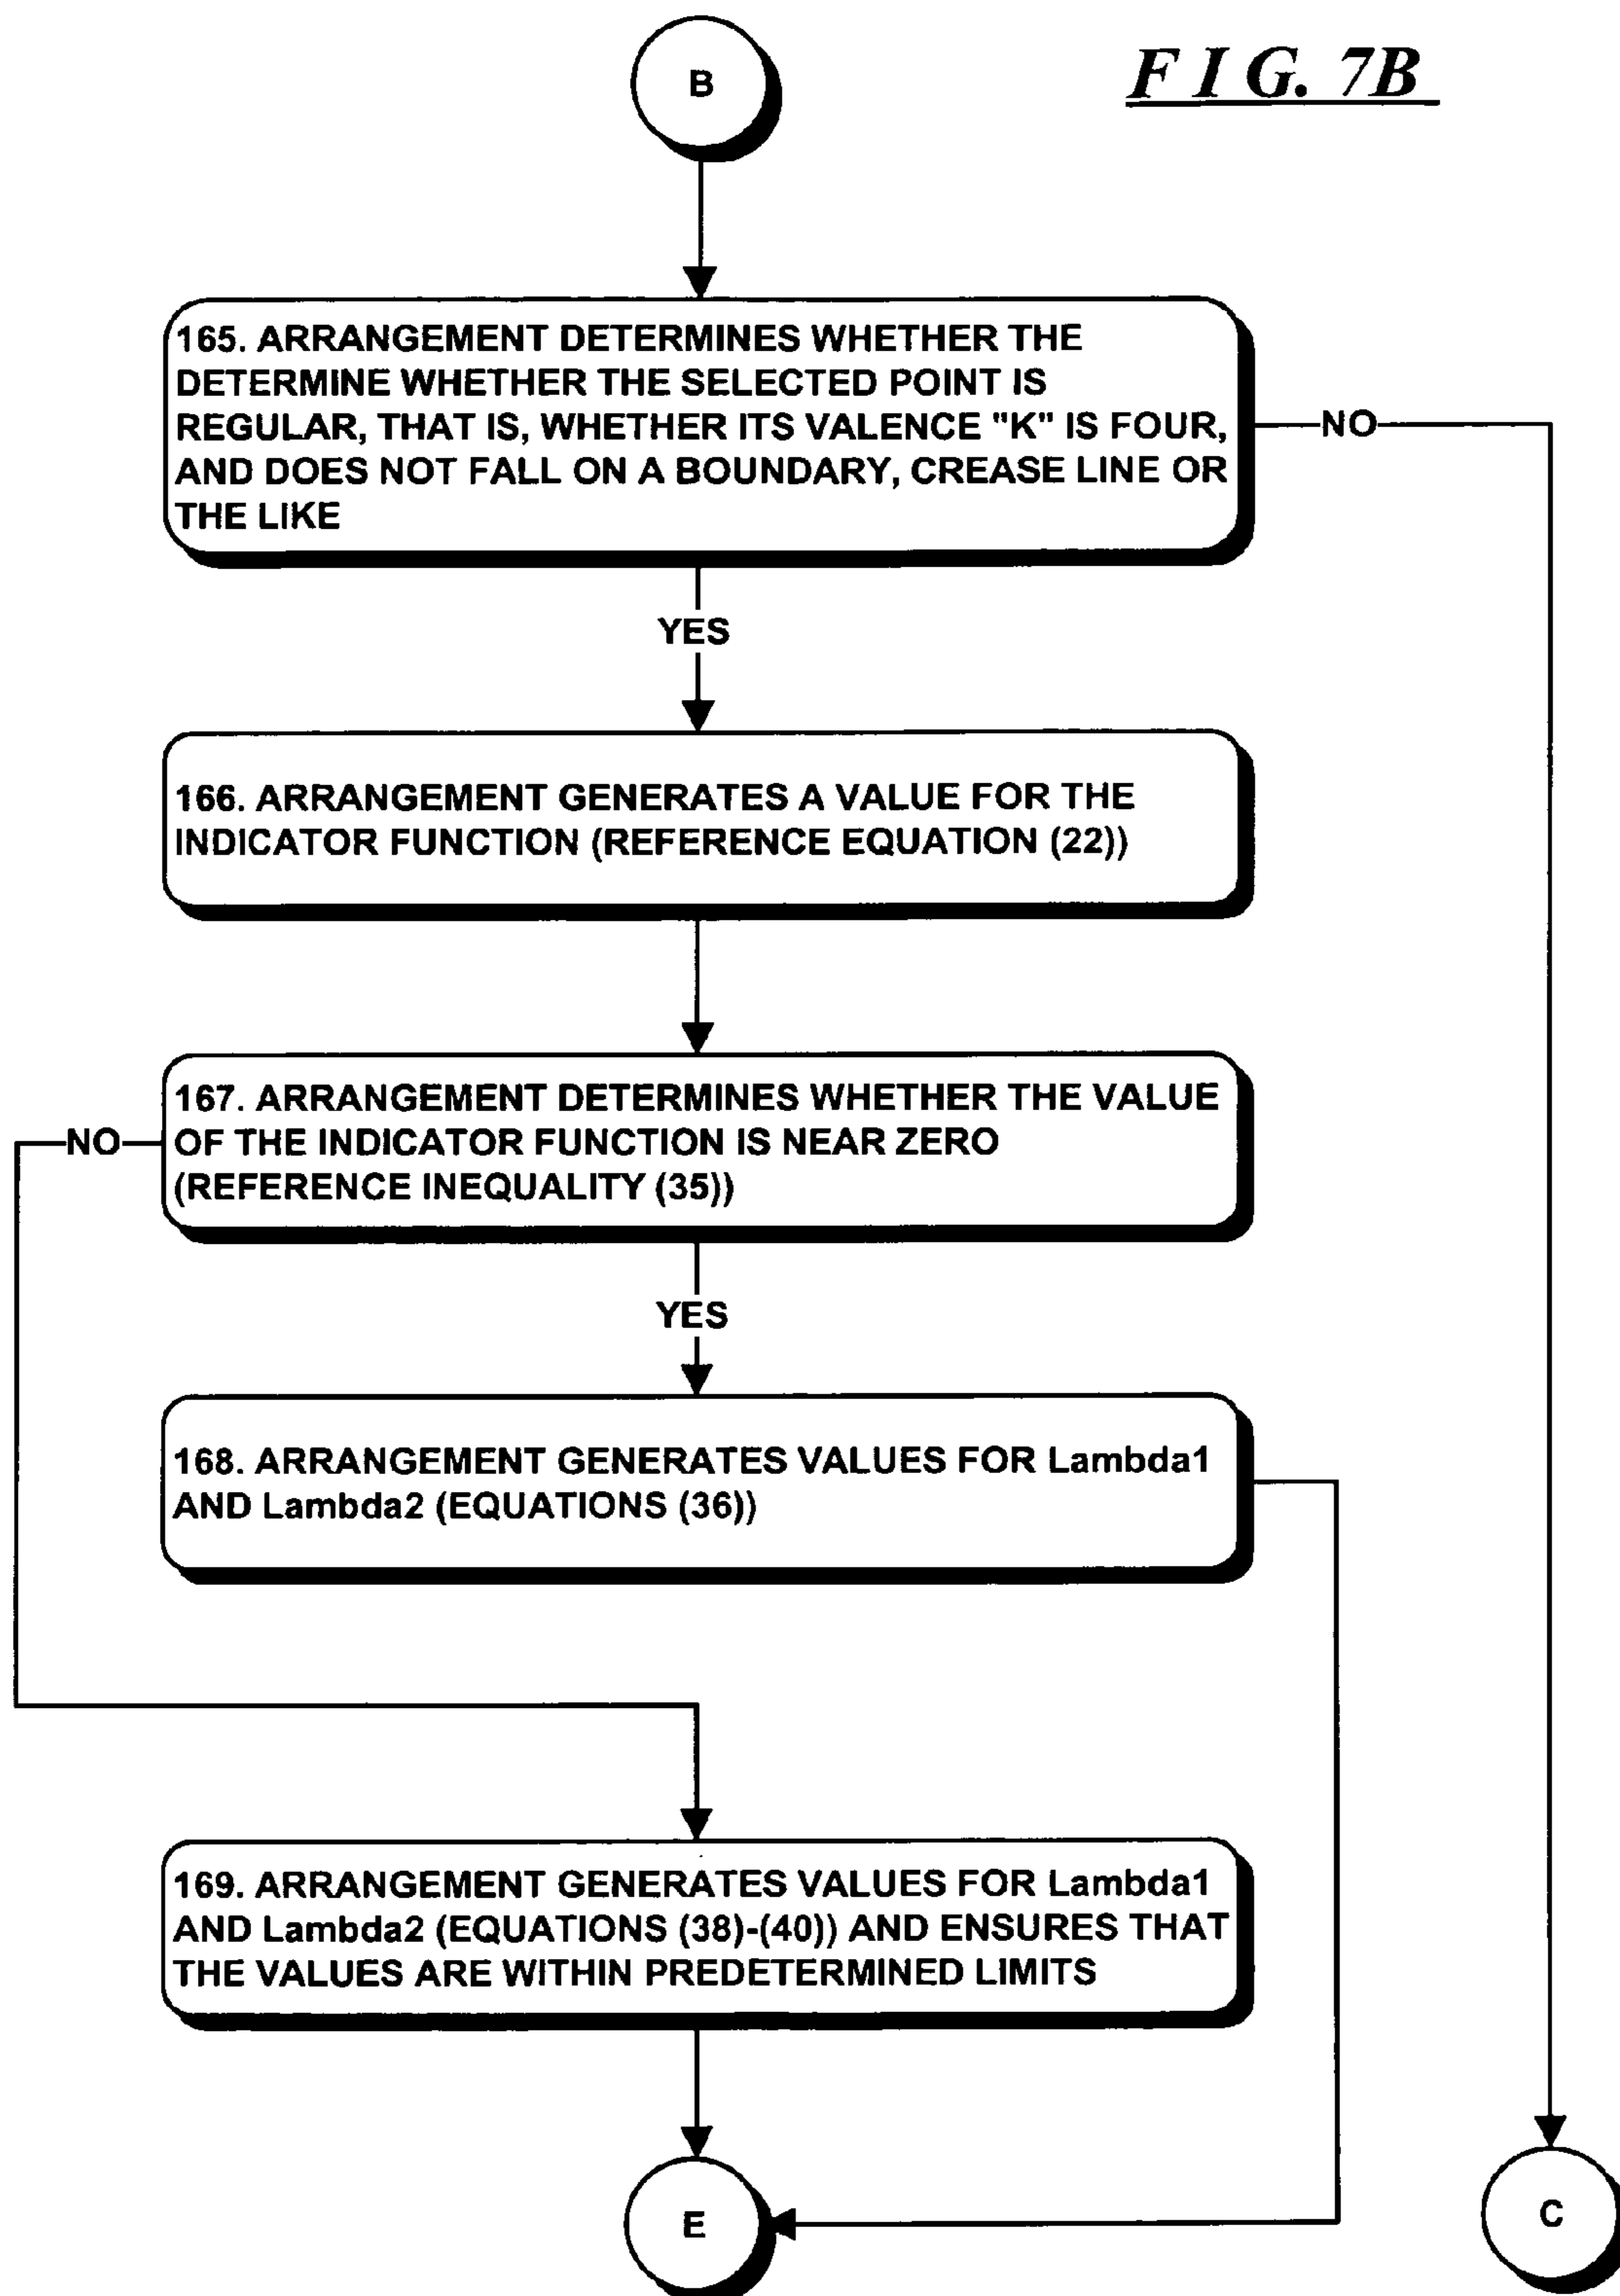 B
F I G. 7B
165. ARRANGEMENT DETERMINES WHETHER THE
DETERMINE WHETHER THE SELECTED POINT IS
REGULAR, THAT IS, WHETHER ITS VALENCE "K" IS FOUR,
AND DOES NOT FALL ON A BOUNDARY, CREASE LINE OR
THE LIKE
NO
YES
166. ARRANGEMENT GENERATES A VALUE FOR THE
INDICATOR FUNCTION (REFERENCE EQUATION (22))
167. ARRANGEMENT DETERMINES WHETHER THE VALUE
OF THE INDICATOR FUNCTION IS NEAR ZERO
(REFERENCE INEQUALITY (35))
NO
YES
168. ARRANGEMENT GENERATES VALUES FOR Lambda1
AND Lambda2 (EQUATIONS (36))
169. ARRANGEMENT GENERATES VALUES FOR Lambda1
AND Lambda2 (EQUATIONS (38)-(40)) AND ENSURES THAT
THE VALUES ARE WITHIN PREDETERMINED LIMITS
E
C